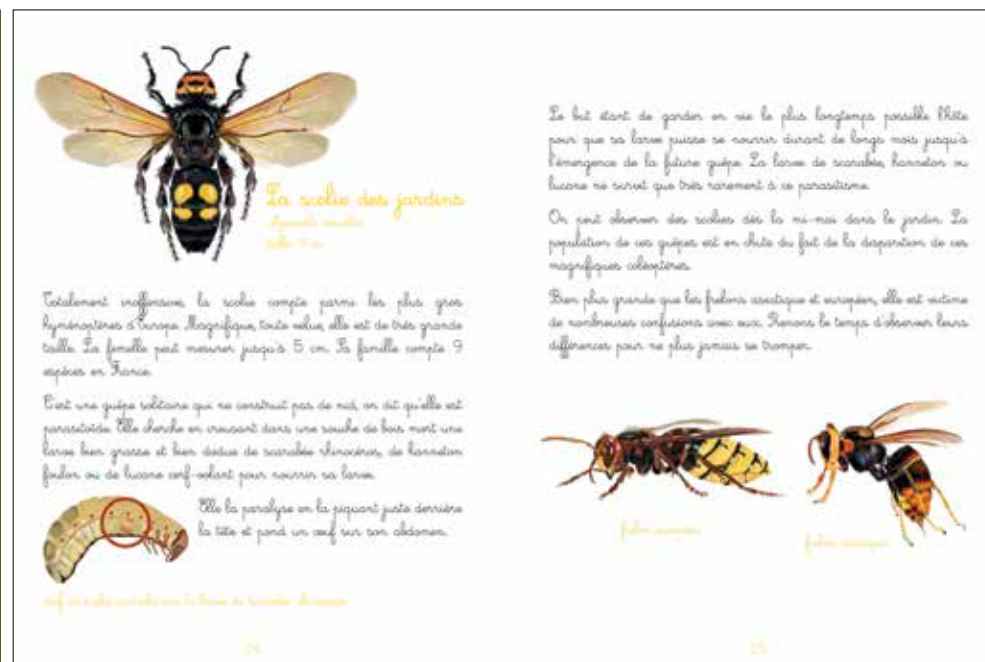 La scolie des jardins
Totalement inoffensive, la scolie compte parmi les plus gros
hyménoptères d'Europe. Magnifique, toute velue, elle est de très grande
taille. La femelle peut mesurer jusqu'à 5 cm. Sa famille compte 9
espèces en France.
C'est une guêpe solitaire qui ne construit pas de nid, on dit qu'elle est
parasitoïde. Elle cherche en creusant dans une souche de bois mort une
larve bien grasse et bien dodue de scarabée rhinocéros, de hanneton
foulon ou de lucane cerf-volant pour nourrir sa larve.
Elle la paralyse en la piquant juste derrière
la tête et pond un œuf sur son abdomen.
Le but étant de garder en vie le plus longtemps possible l'hôte
pour que sa larve puisse se nourrir durant de longs mois jusqu'à
l'émergence de la future guêpe. La larve de scarabée, hanneton ou
lucane ne survit que très rarement à ce parasitisme.
On peut observer des scolies dès la mi-mai dans le jardin. La
population de ces guêpes est en chute du fait de la disparition de ces
magnifiques coléoptères.
Bien plus grande que les frelons asiatique et européen, elle est victime
de nombreuses confusions avec eux. Prenons le temps d'observer leurs
différences pour ne plus jamais se tromper.
frelon européen
frelon asiatique
24
25